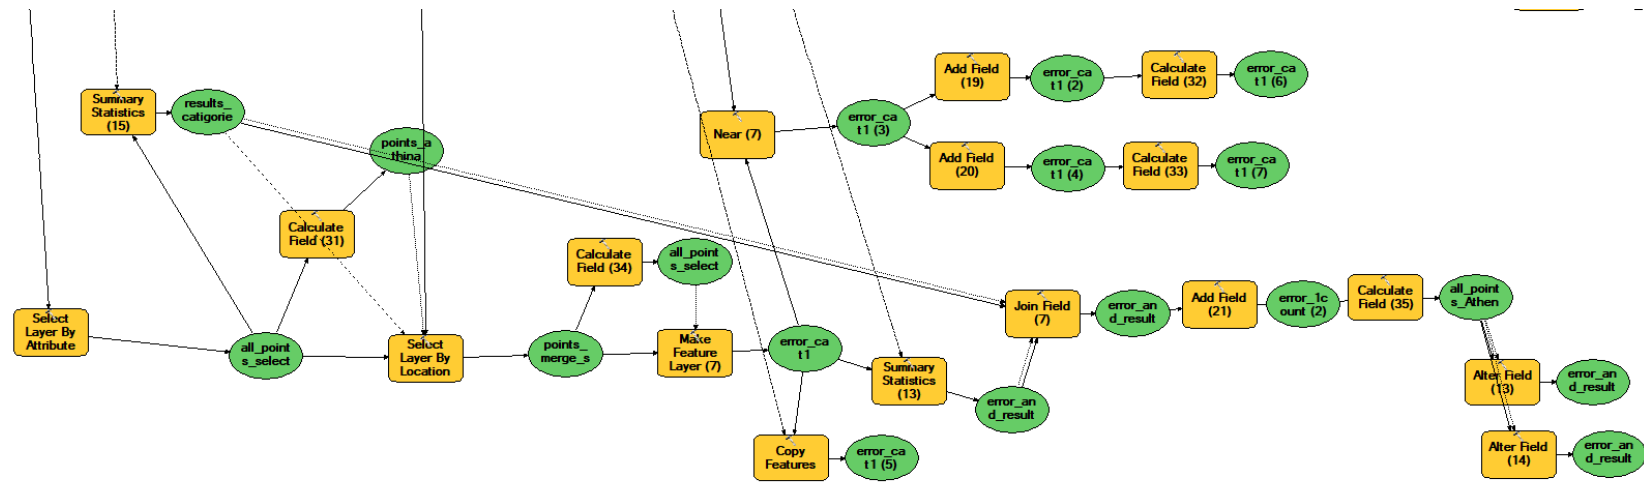 Add Field
(19)
error_ca
t1 (2)
Calculate
Field (32)
error_ca
t1 (6)
Summary
Statistics
(15)
results_
catigorie
Near (7)
error_ca
t1 (3)
points_a
thina
Add Field
(20)
error_ca
t1 (4)
Calculate
Field (33)
error_ca
t1 (7)
Calculate
Field (31)
Calculate
Field (34)
all_point
s_select
Select
Layer By
Attribute
all_point
s_select
Select
Layer By
Location
points_
merge_s
Make
Feature
Layer (7)
error_ca
t1
Summary
Statistics
(13)
error_an
d_result
Join Field
(7)
error_an
d_result
Add Field
(21)
error_1c
ount (2)
Calculate
Field (35)
all_point
s_Athen
Alter Field
(13)
error_an
d_result
Alter Field
(14)
error_an
d_result
Copy
Features
error_ca
t1 (5)